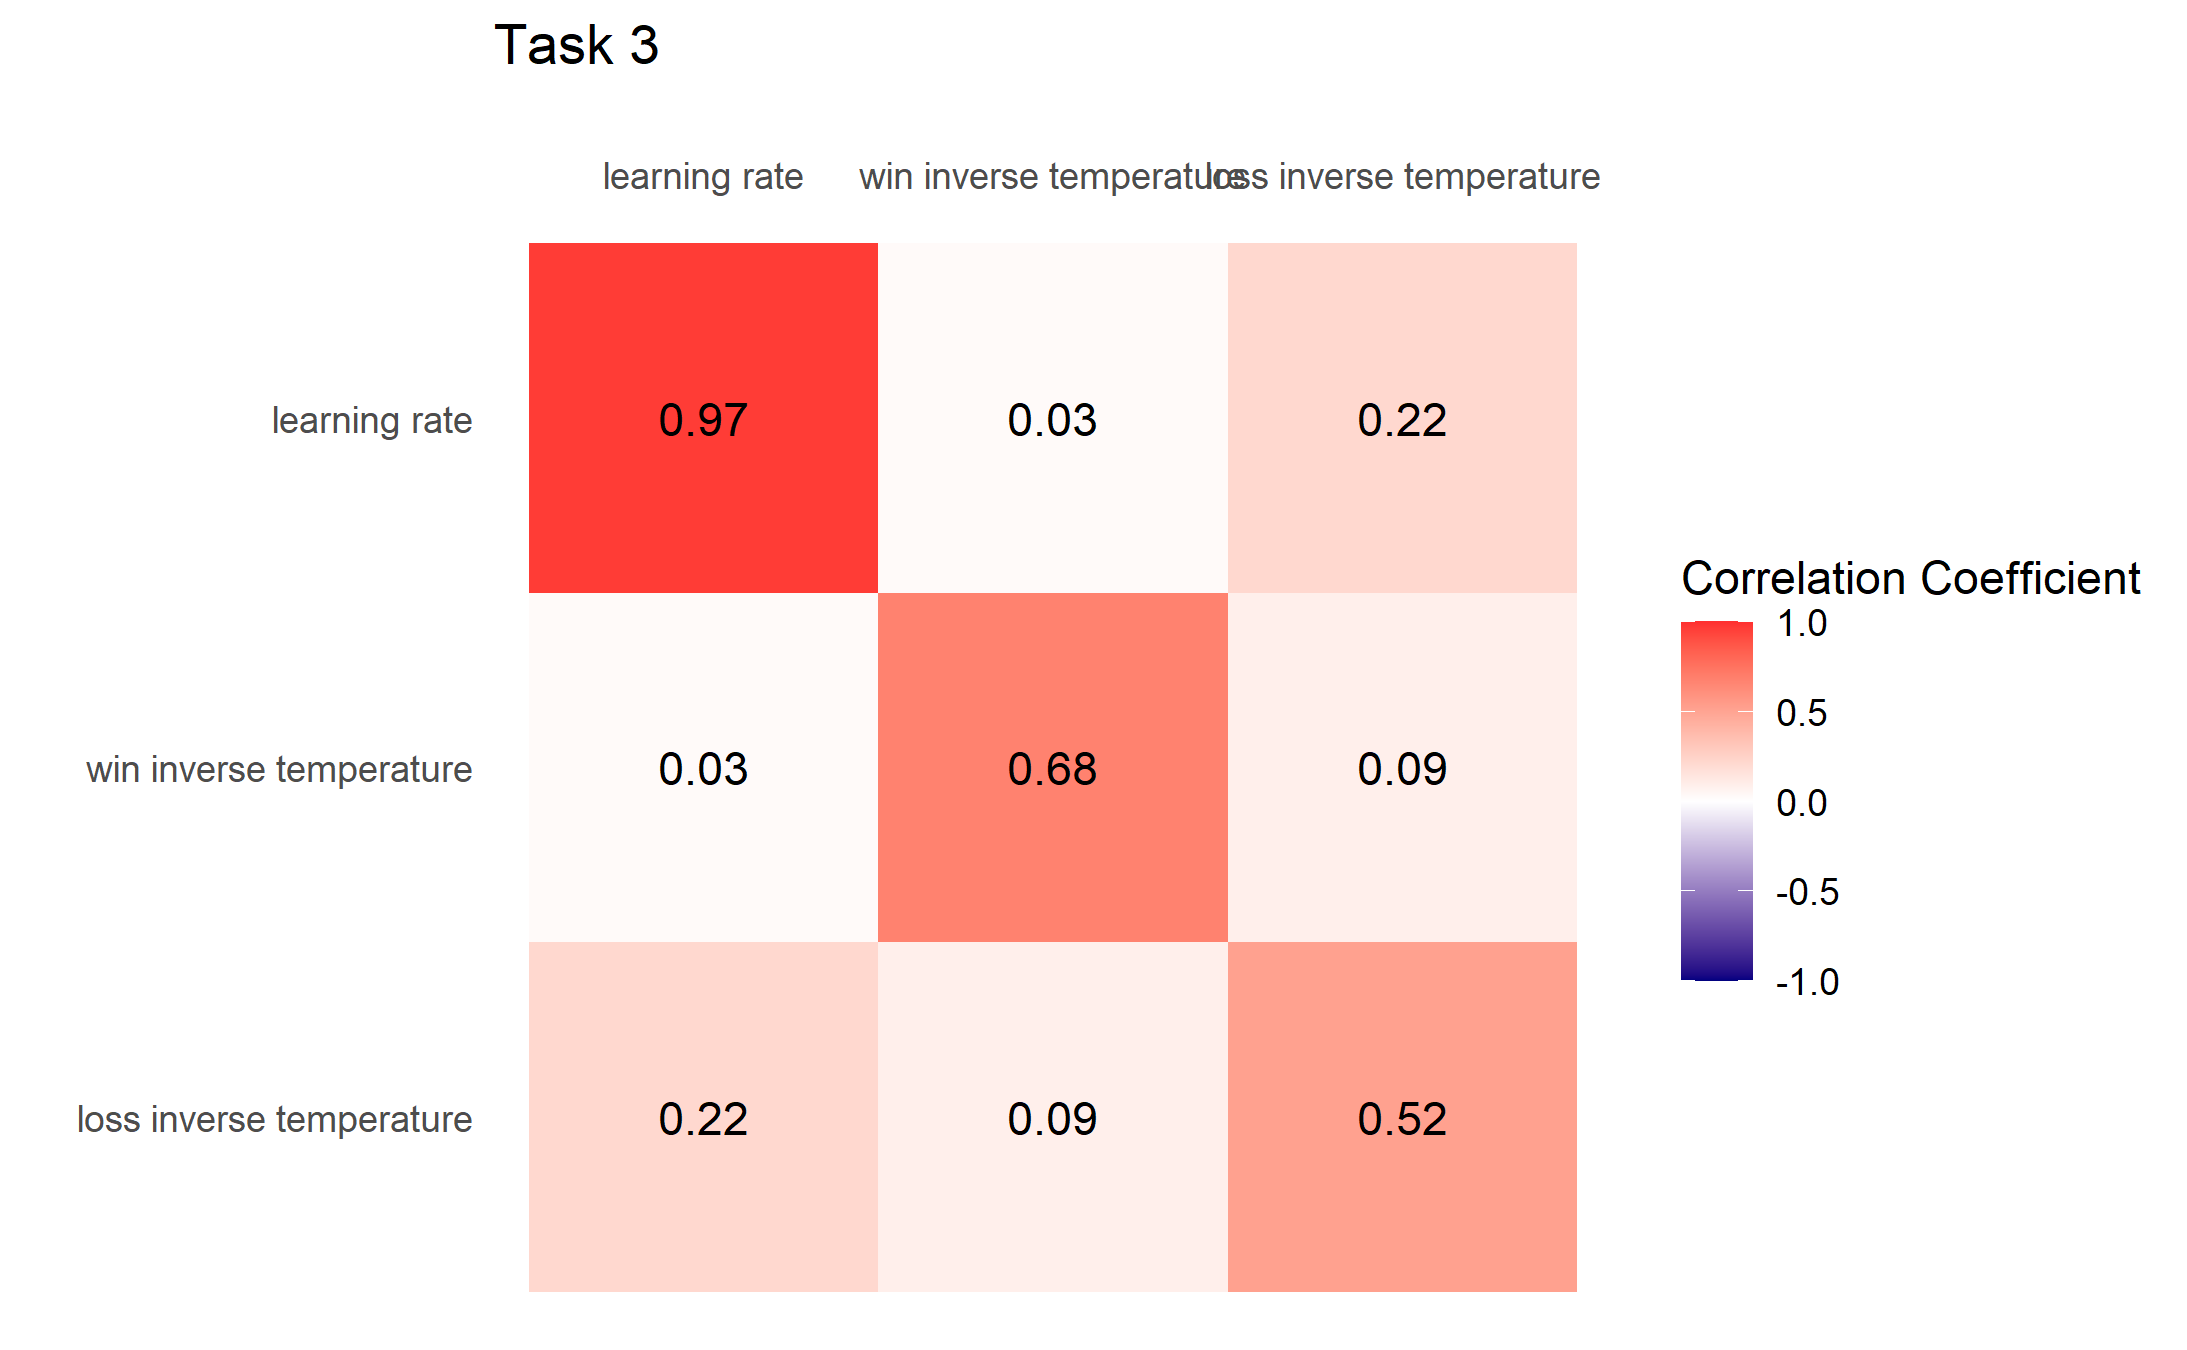 Task 3
learning rate win inverse temperature loss inverse temperature
learning rate 0.97 0.03 0.22
win inverse temperature 0.03 0.68 0.09
loss inverse temperature 0.22 0.09 0.52
Correlation Coefficient
1.0
0.5
0.0
-0.5
-1.0